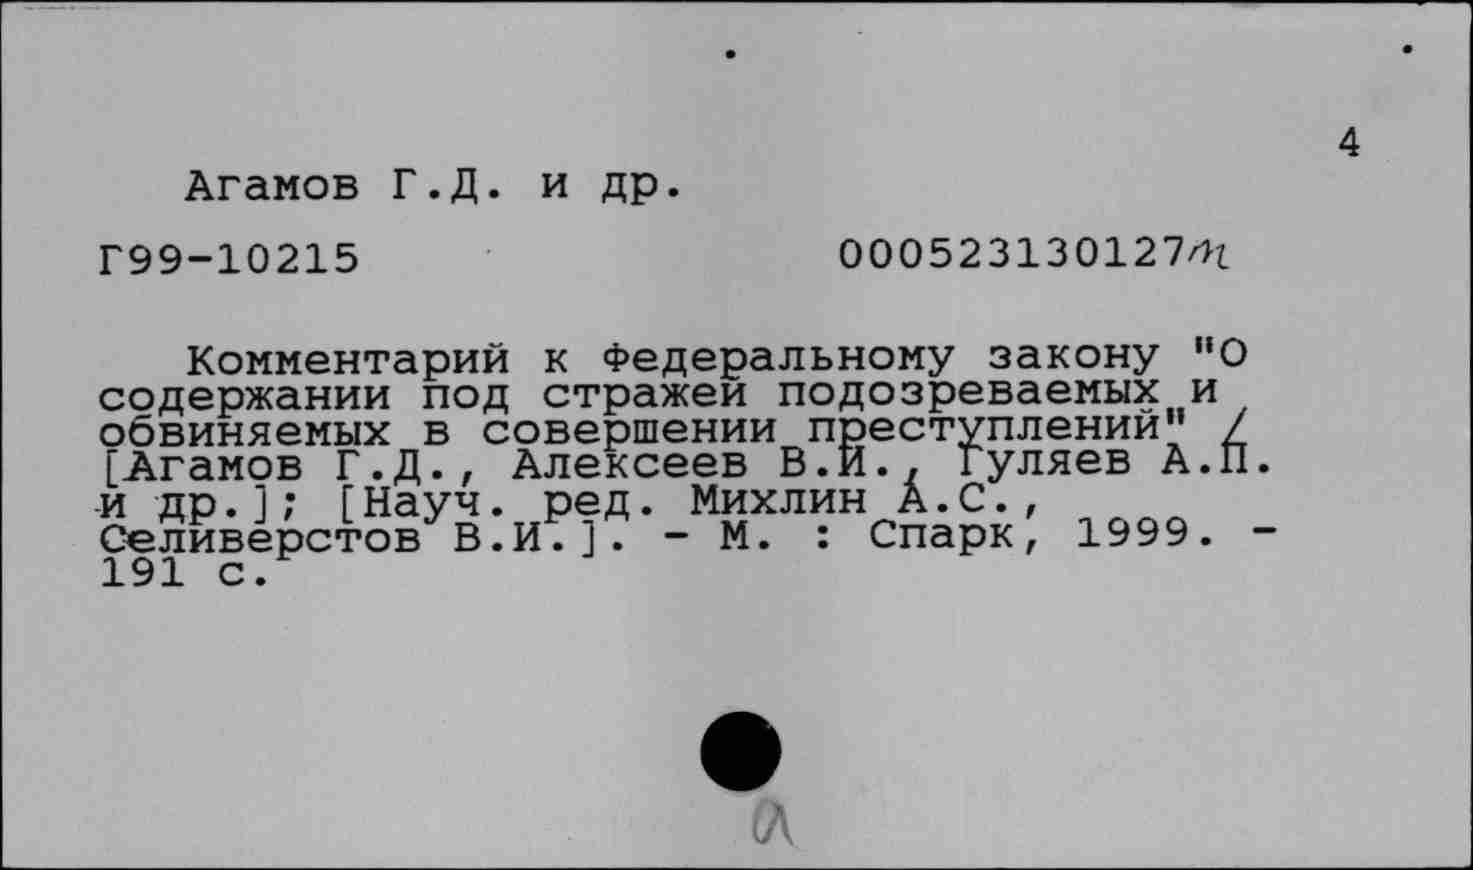 4
Агамов Г.Д. и др.
Г99-10215 000523130127
Комментарий к Федеральному закону "О
содержании под стражей подозреваемых и
обвиняемых в совершении преступлений" /
[Агамов Г.Д., Алексеев В.И., Гуляев А.П.
и др.]; [Науч. ред. Михлин А.С.,
Селиверстов В.И.]. - М. : Спарк, 1999. -
191 с.